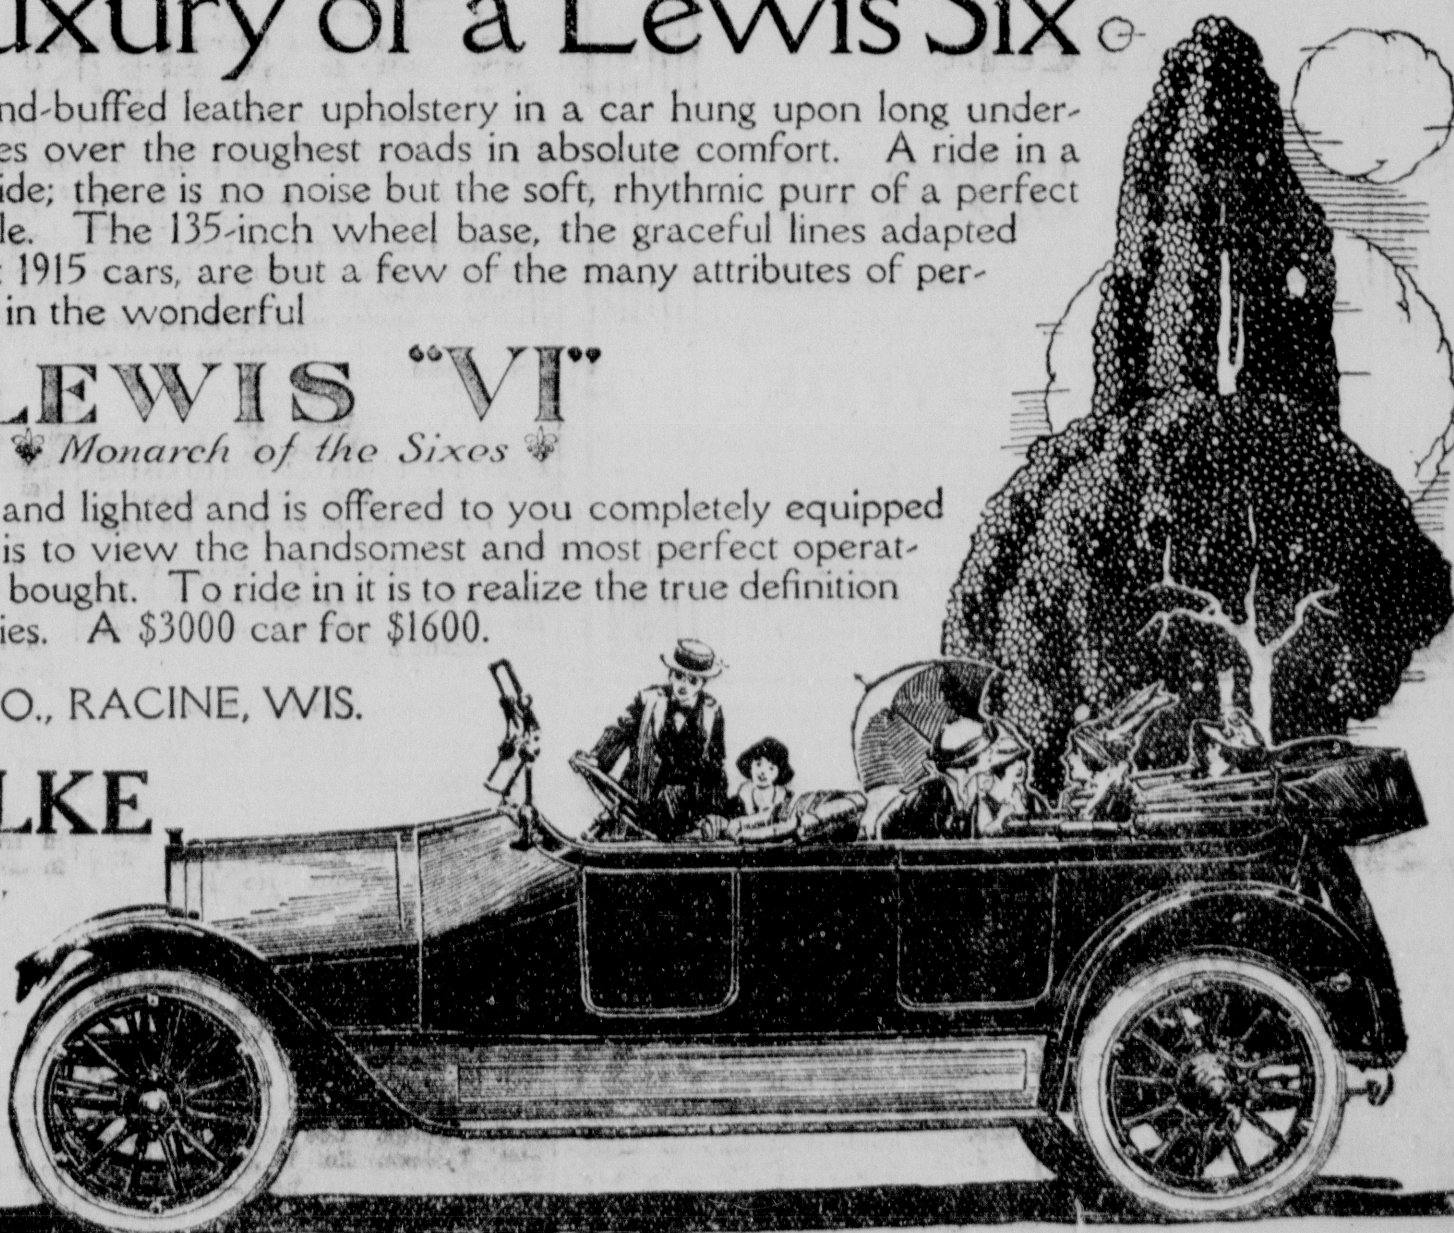 uxury of a Lewis Six
nd-buffed leather upholstery in a car hung upon long under-
es over the roughest roads in absolute comfort. A ride in a
ide; there is no noise but the soft, rhythmic purr of a perfect
le. The 135-inch wheel base, the graceful lines adapted
1915 cars, are but a few of the many attributes of per-
in the wonderful
LEWIS "VI"
Monarch of the Sixes
and lighted and is offered to you completely equipped
is to view the handsomest and most perfect operat-
bought. To ride in it is to realize the true definition
ies. A $3000 car for $1600.
O., RACINE, WIS.
LKE